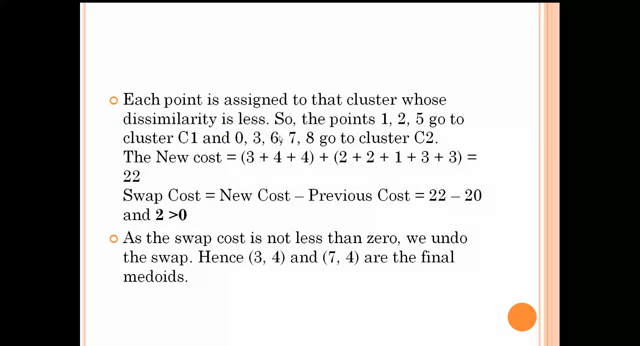 Each point is assigned to that cluster whose
dissimilarity is less. So, the points 1, 2, 5 go to
cluster C1 and 0, 3, 6, 7, 8 go to cluster C2.
The New cost = (3 + 4 + 4) + (2 + 2 + 1 + 3 + 3) =
22
Swap Cost = New Cost – Previous Cost = 22 – 20
and 2 >0
As the swap cost is not less than zero, we undo
the swap. Hence (3, 4) and (7, 4) are the final
medoids.